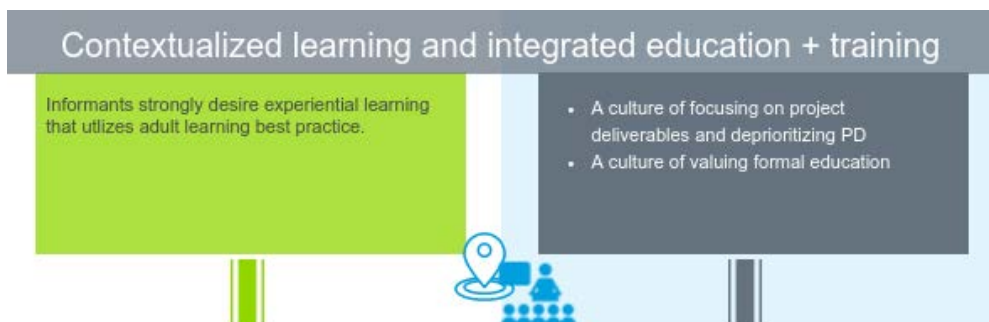 Contextualized learning and integrated education + training
Informants strongly desire experiential learning
that utlizes adult learning best practice.
• A culture of focusing on project
deliverables and deprioritizing PD
• A culture of valuing formal education